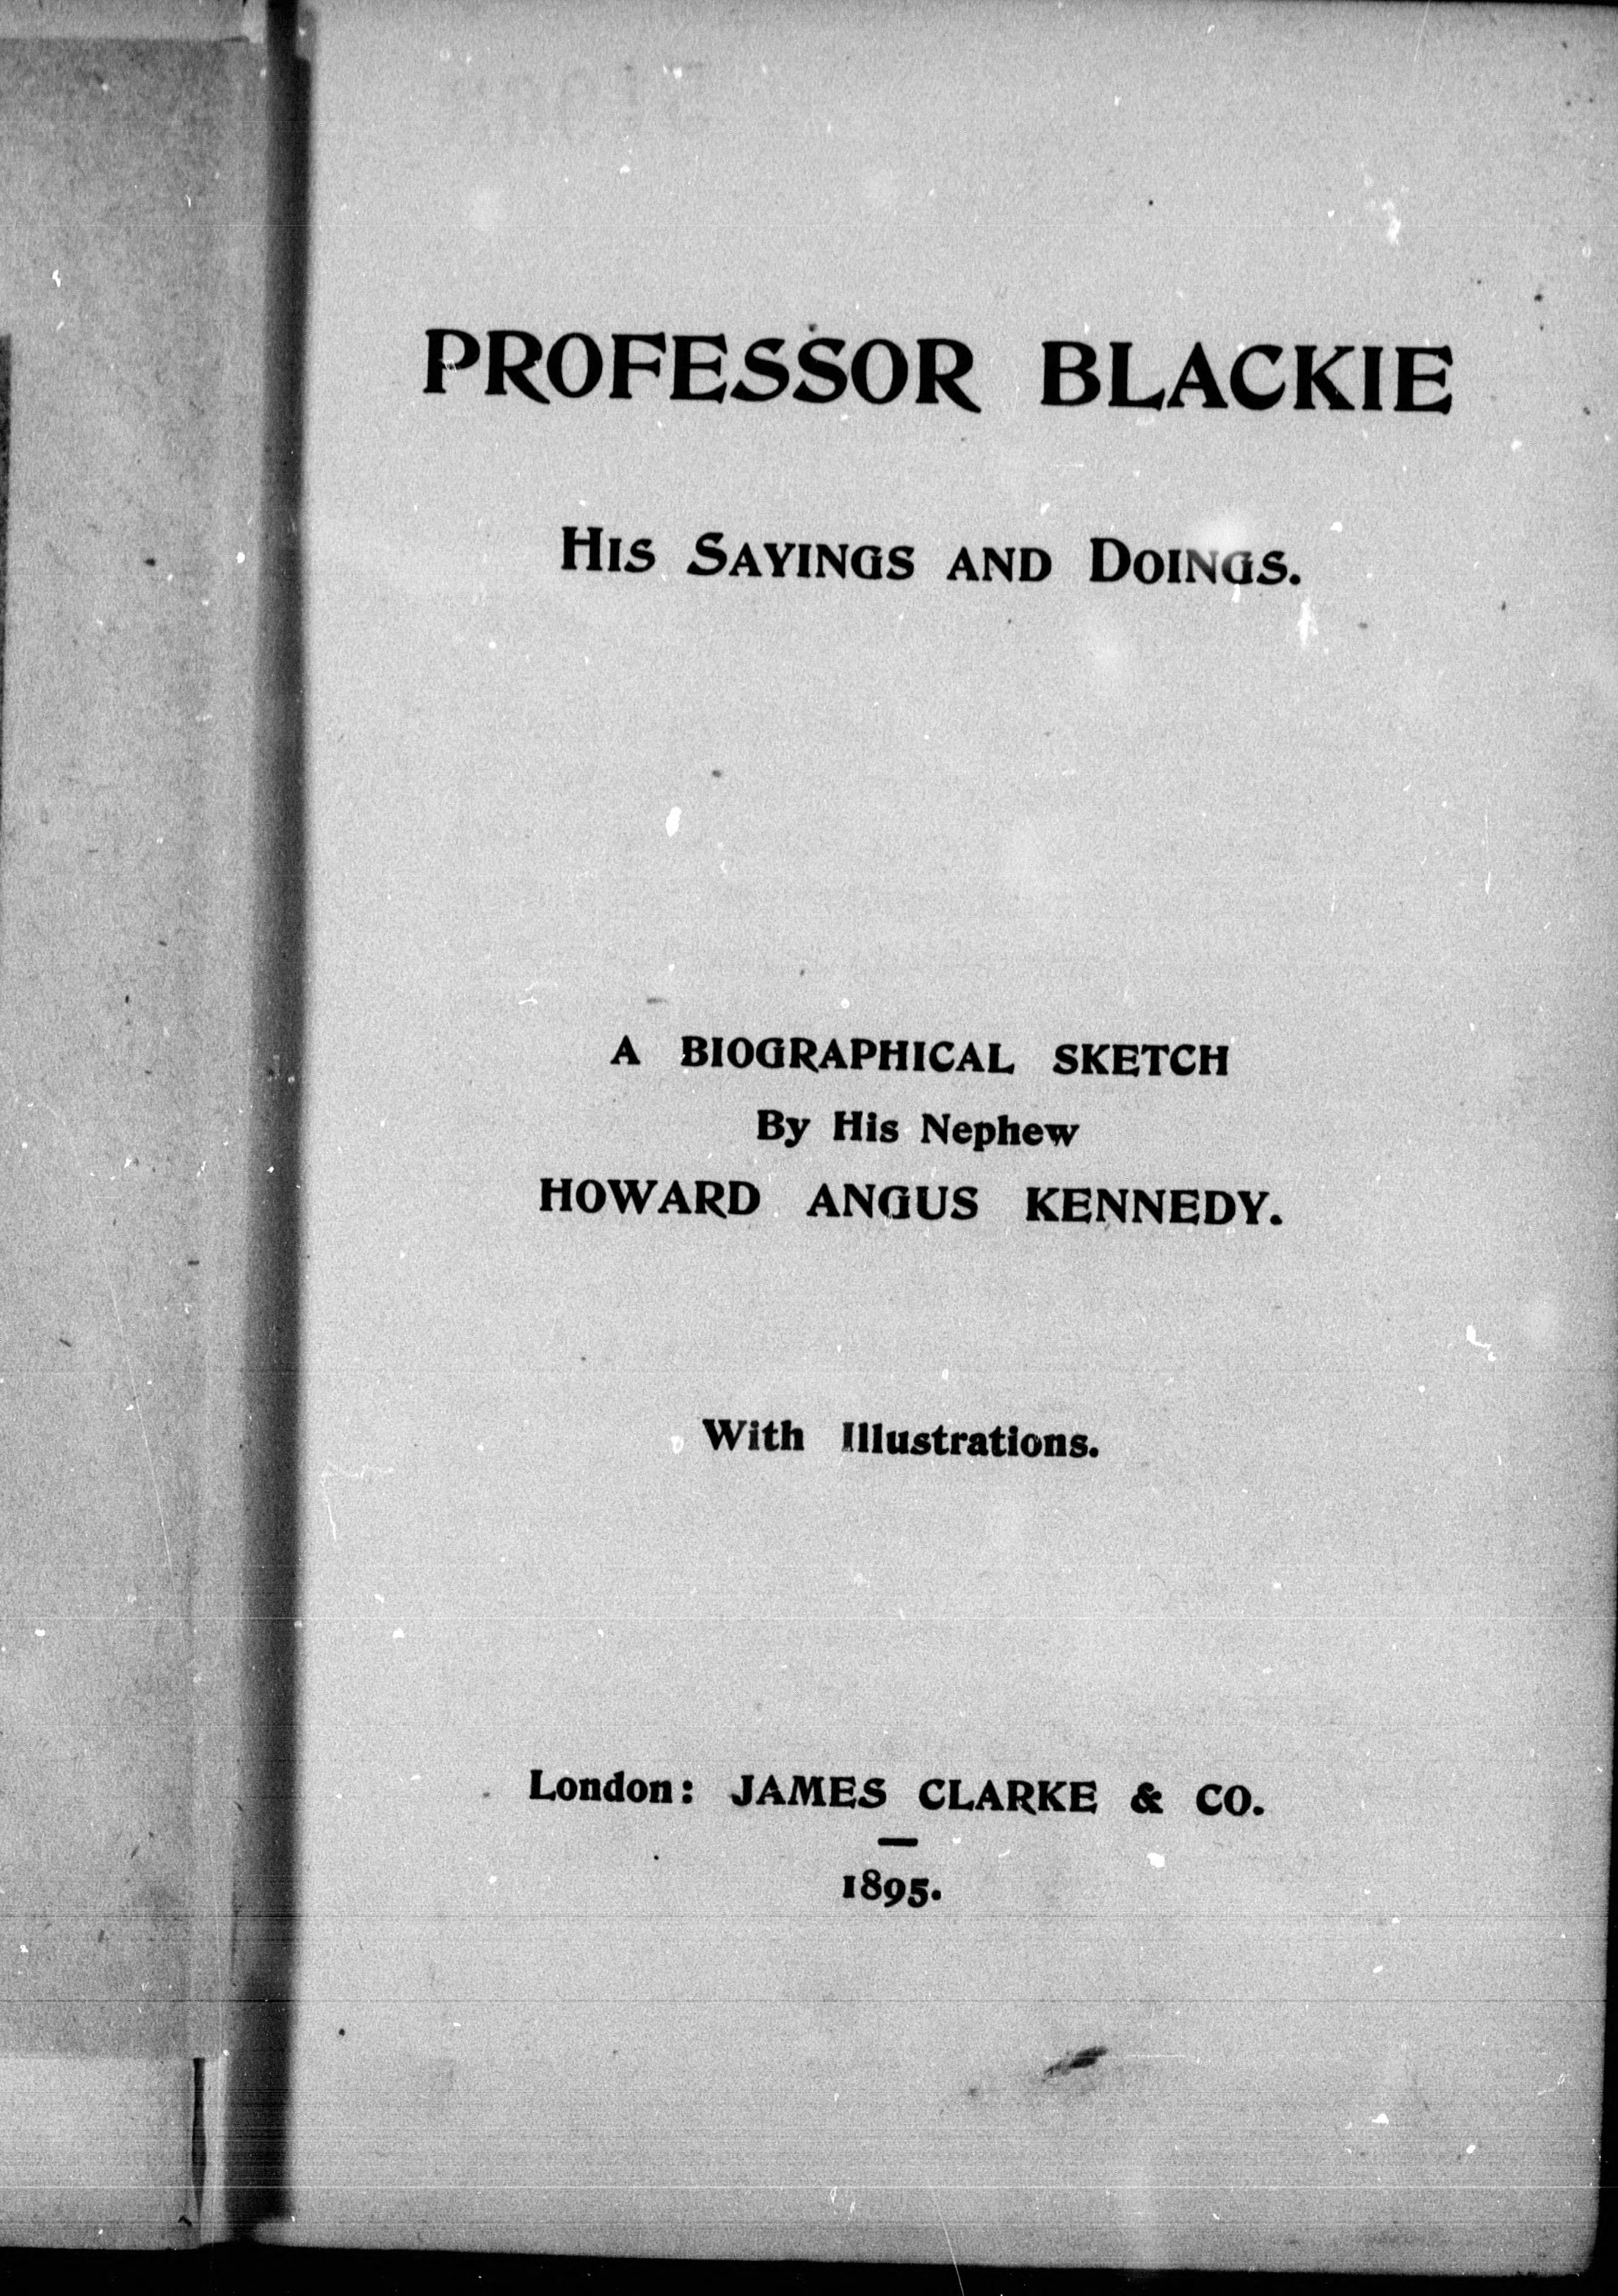 PROFESSOR BLACKIE
His Sayings and Doings.
A BIOGRAPHICAL SKETCH
By His Nephew
HOWARD ANGUS KENNEDY.
With Illustrations.
London: JAMES CLARKE & CO.
1895.